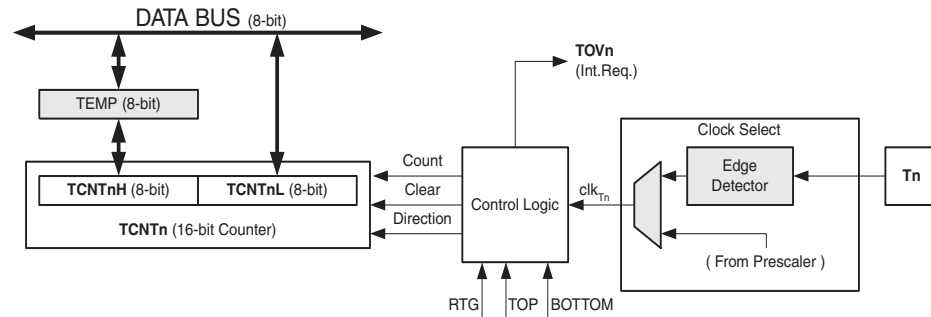 DATA BUS (8-bit)
TOVn
(Int.Req.)
TEMP (8-bit)
Clock Select
Count
Edge
Detector
Tn
TCNTnH (8-bit)
TCNTnL (8-bit)
Clear
Control Logic
clkTn
TCNTn (16-bit Counter)
Direction
( From Prescaler )
RTG
TOP
BOTTOM